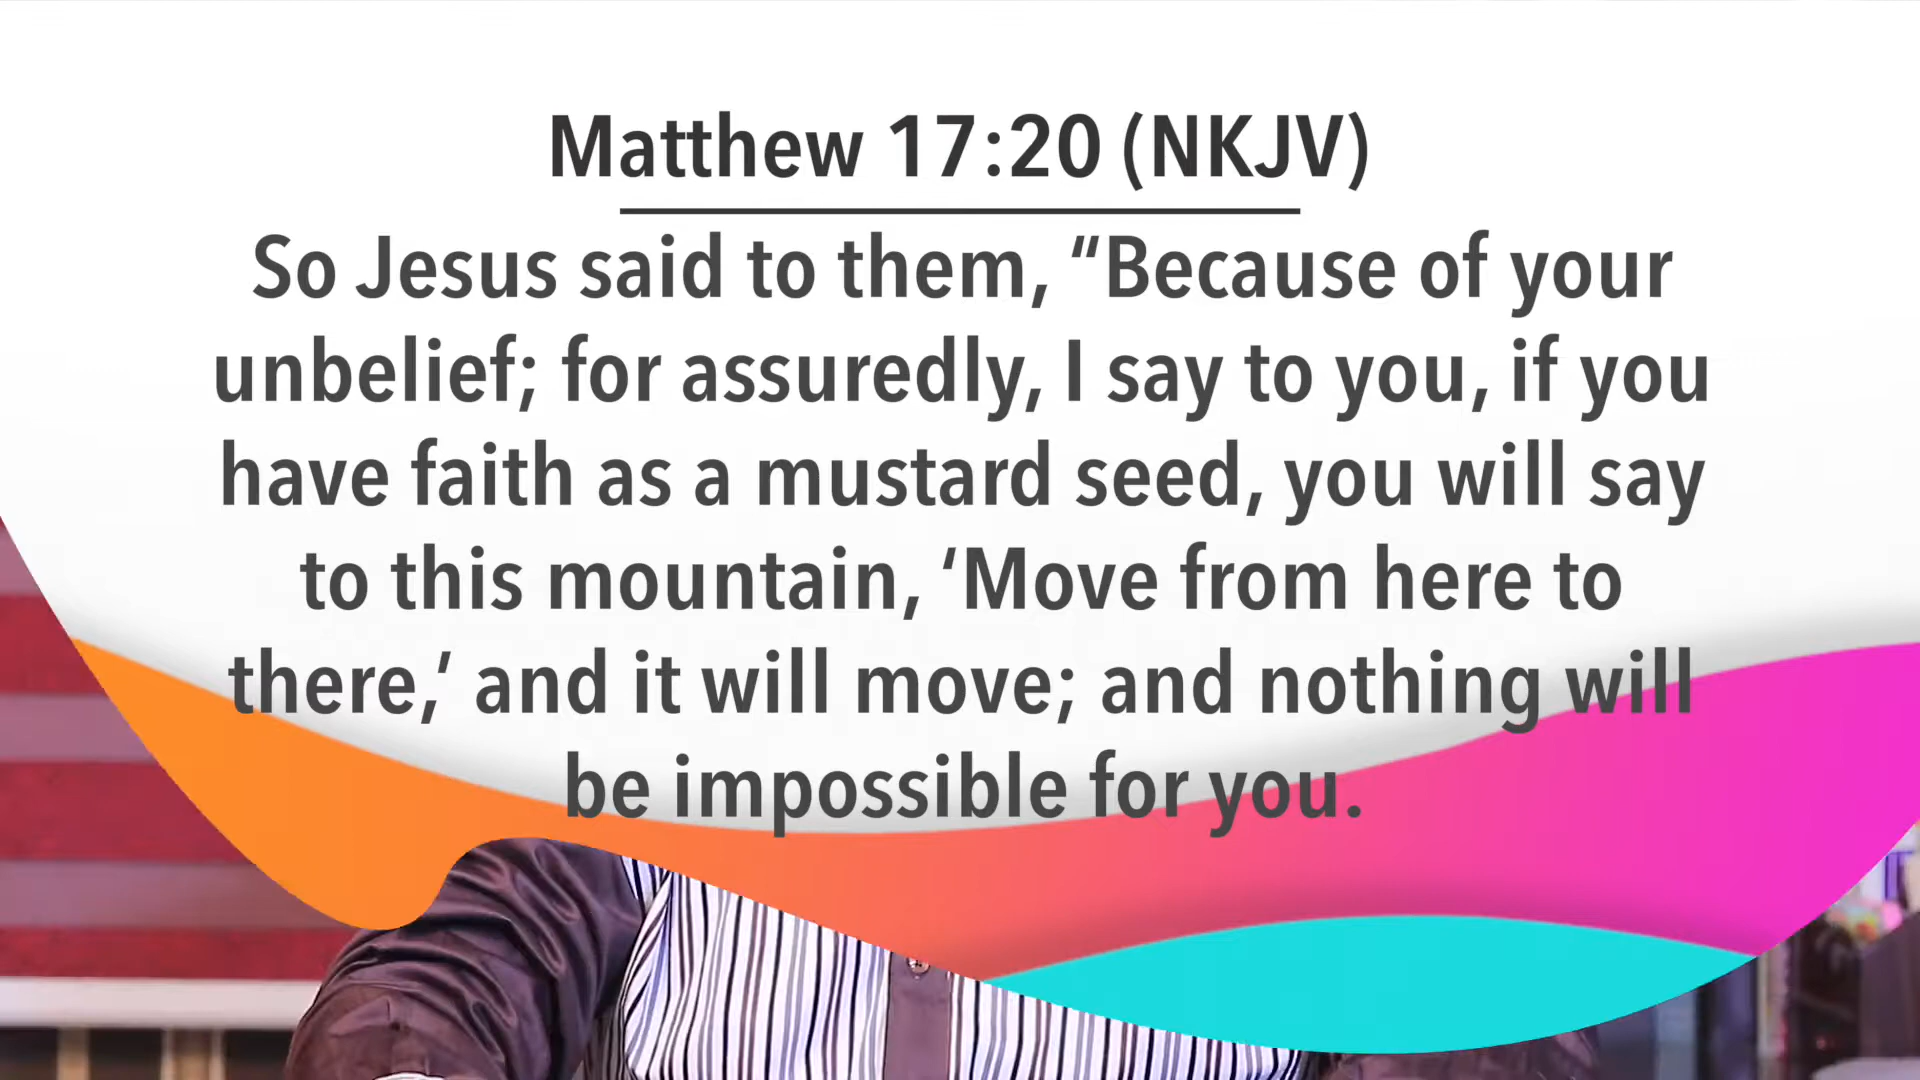 Matthew 17:20 (NKJV)
So Jesus said to them, “Because of your
unbelief; for assuredly, I say to you, if you
have faith as a mustard seed, you will say
to this mountain, ‘Move from here to
there,’ and it will move; and nothing will
be impossible for you.